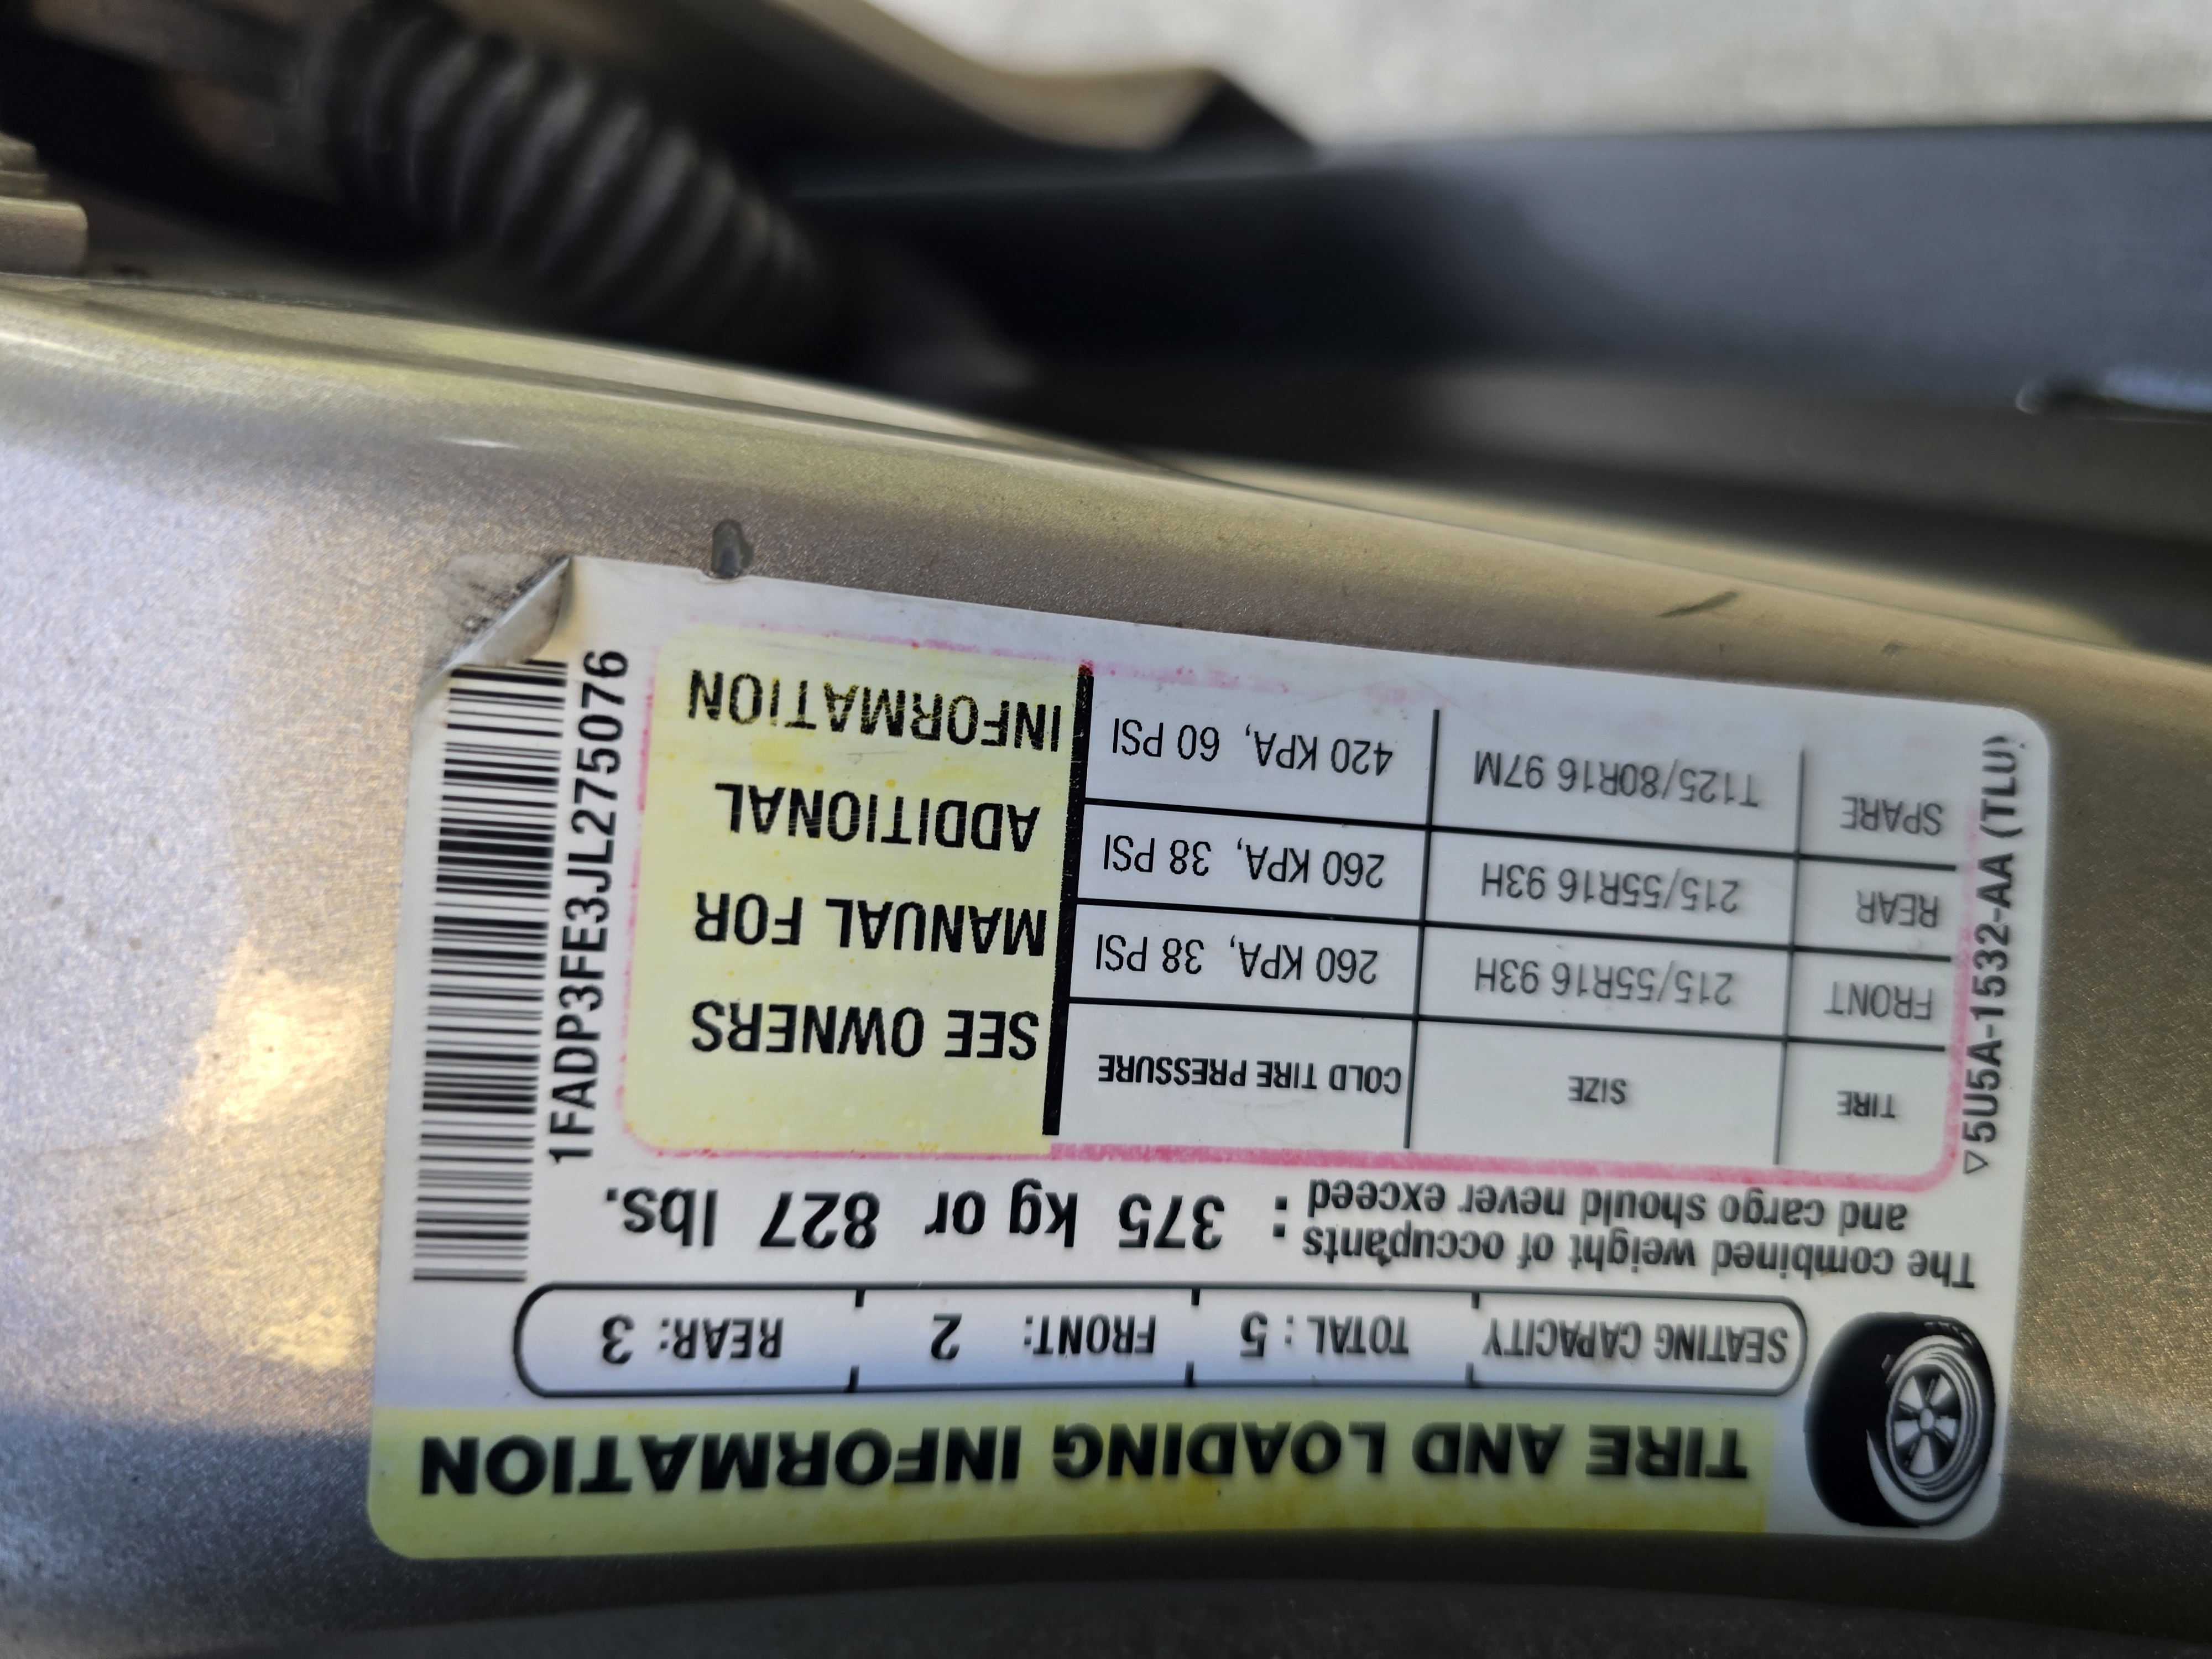 TIRE AND LOADING INFORMATION
SEATING CAPACITY TOTAL : 5 FRONT: 2 REAR: 3
The combined weight of occupants
and cargo should never exceed : 375 kg or 827 lbs.
TIRE SIZE COLD TIRE PRESSURE
FRONT 215/55R16 93H 260 KPA, 38 PSI
REAR 215/55R16 93H 260 KPA, 38 PSI
SPARE T125/80R16 97M 420 KPA, 60 PSI
SEE OWNERS
MANUAL FOR
ADDITIONAL
INFORMATION
▽5U5A-1532-AA (TLU)
1FADP3FE3JL275076